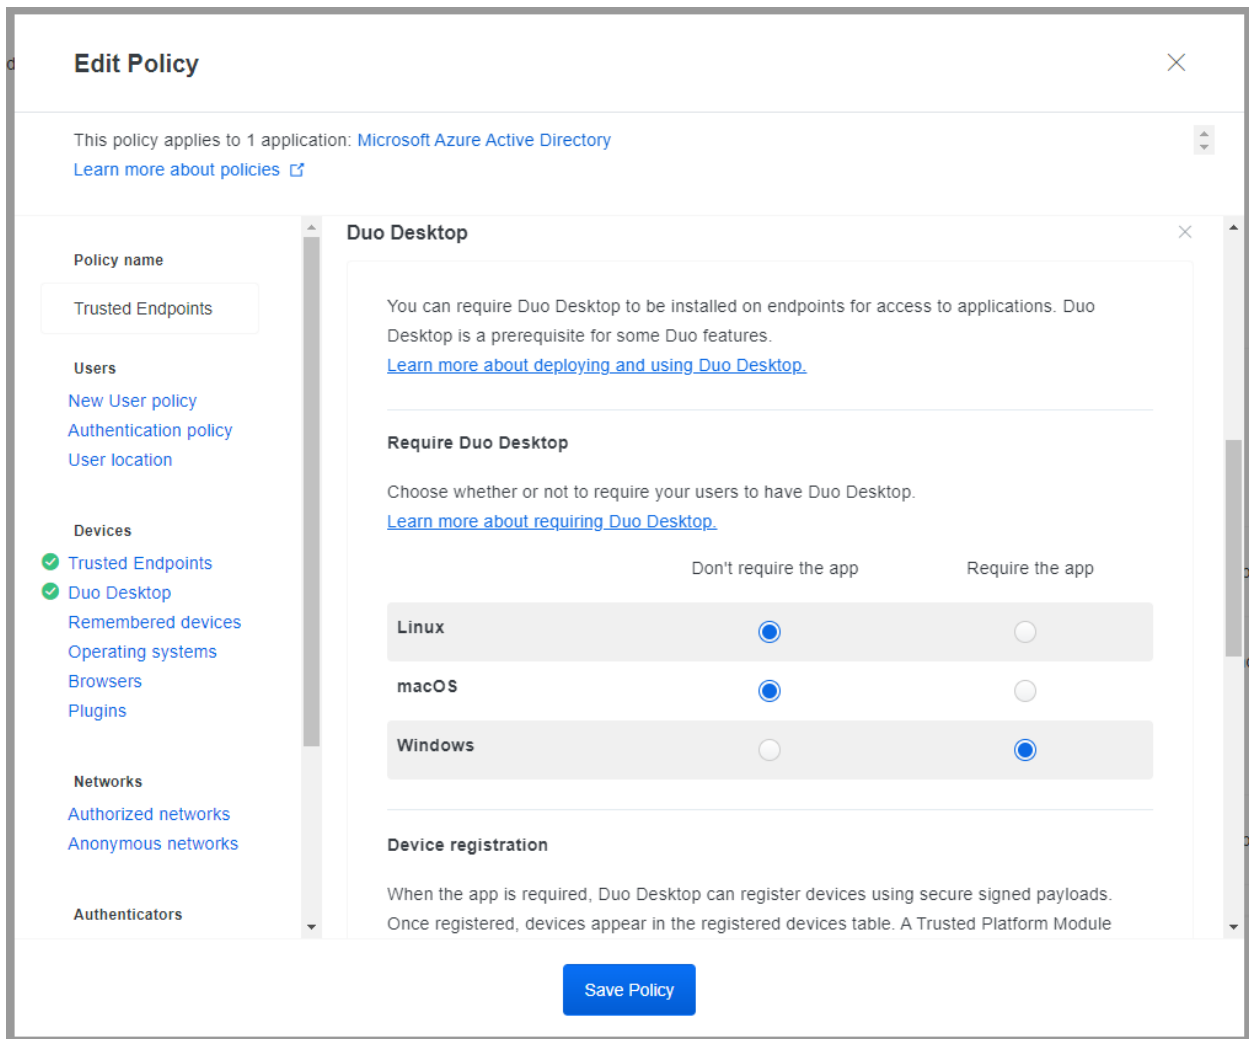 Edit Policy
This policy applies to 1 application: Microsoft Azure Active Directory
Learn more about policies
Policy name
Trusted Endpoints
Users
New User policy
Authentication policy
User location
Devices
Trusted Endpoints
Duo Desktop
Remembered devices
Operating systems
Browsers
Plugins
Networks
Authorized networks
Anonymous networks
Authenticators
Duo Desktop
You can require Duo Desktop to be installed on endpoints for access to applications. Duo
Desktop is a prerequisite for some Duo features.
Learn more about deploying and using Duo Desktop.
Require Duo Desktop
Choose whether or not to require your users to have Duo Desktop.
Learn more about requiring Duo Desktop.
Don't require the app Require the app
Linux
macOS
Windows
Device registration
When the app is required, Duo Desktop can register devices using secure signed payloads.
Once registered, devices appear in the registered devices table. A Trusted Platform Module
Save Policy